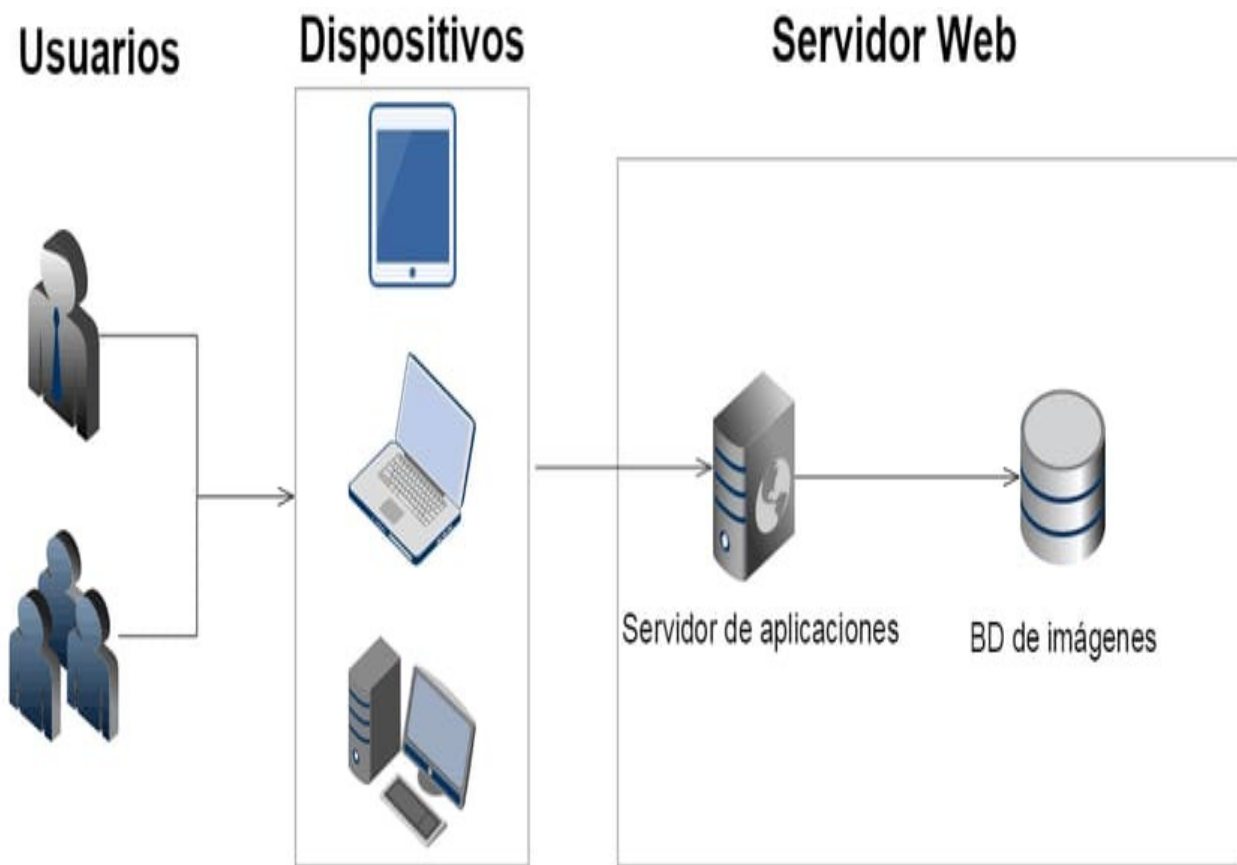 Usuarios
Dispositivos
Servidor Web
Servidor de aplicaciones
BD de imágenes